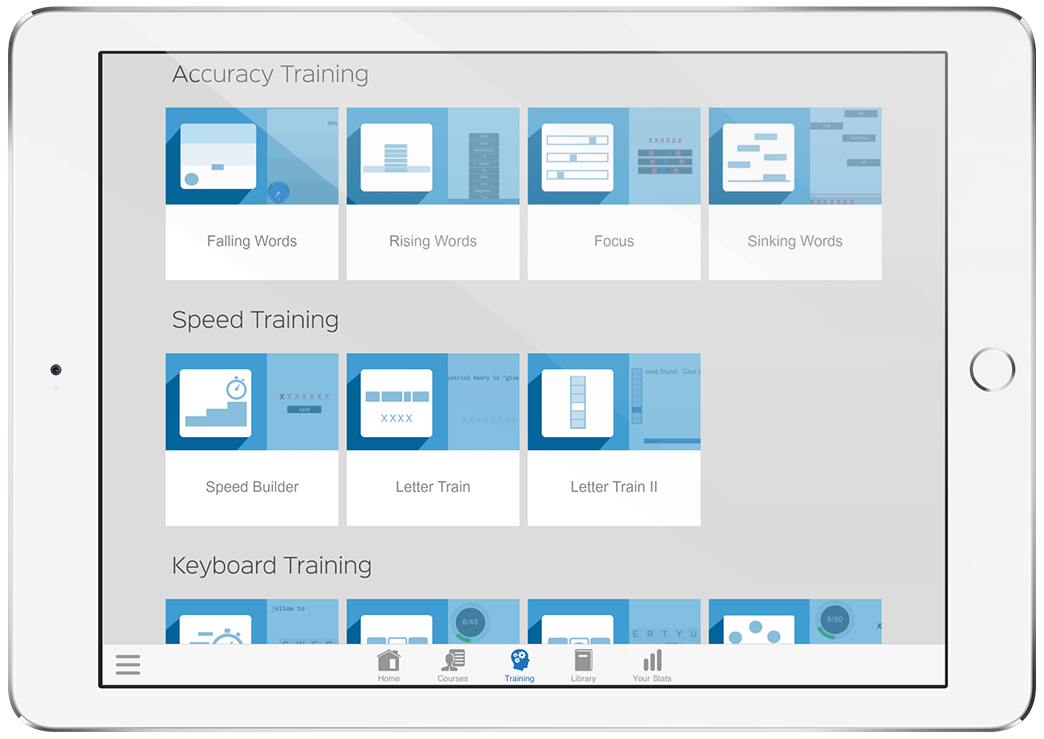 Accuracy Training
this
XXXXXX
Falling Words
Rising Words
Focus
Sinking Words
Speed Training
patrick henry is "give
uses found, 'Give
XXXXXXX
XXXX
Speed Builder
Letter Train
Letter Train II
Keyboard Training
jellow to
6/45
9/50
ERTYU
x
Home
Courses
Training
Library
Your Stats